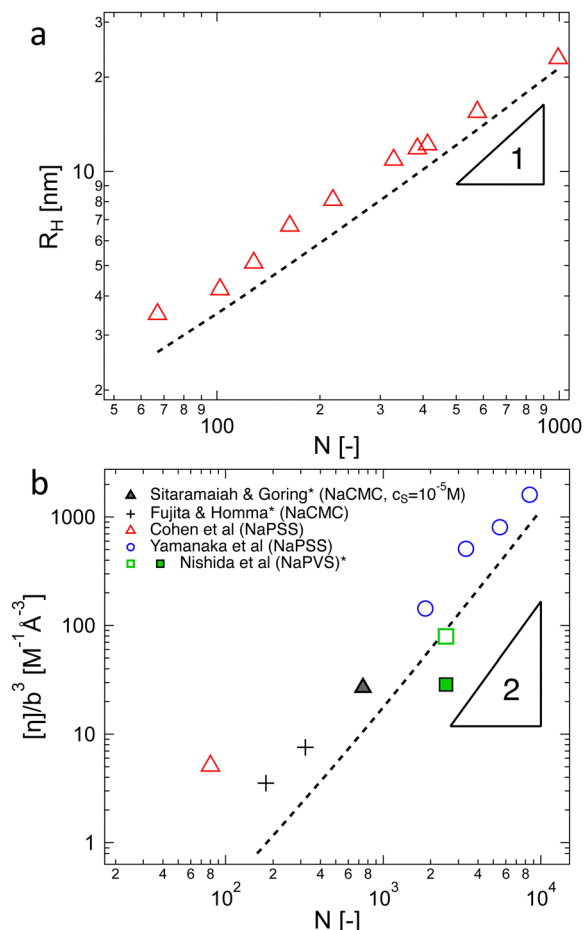 a
3
2
10
9
8
7
6
5
4
3
2
R_H [nm]
1
5 6 7 8 9 100 2 3 4 5 6 7 8 9 1000
N [-]
b
Sitaramaiah & Goring* (NaCMC, c_S=10^-5M)
Fujita & Homma* (NaCMC)
Cohen et al (NaPSS)
Yamanaka et al (NaPSS)
Nishida et al (NaPVS)*
1000
100
10
1
[η]/b^3 [M^-1 Å^-3]
2
2 4 6 8 10^2 2 4 6 8 10^3 2 4 6 8 10^4
N [-]